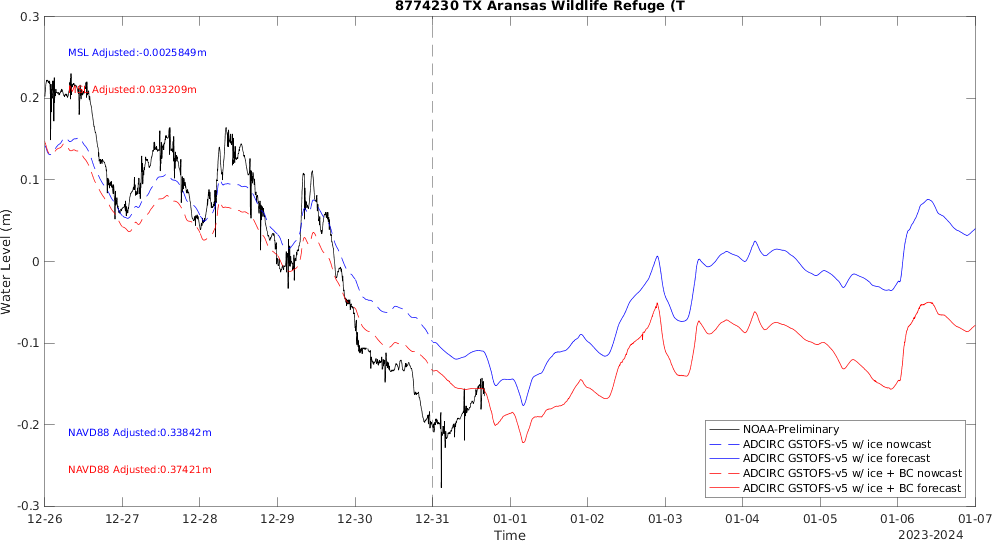 8774230 TX Aransas Wildlife Refuge (T
0.3
MSL Adjusted:-0.0025849m
MSL Adjusted:0.033209m
0.2
0.1
Water Level (m)
0
-0.1
-0.2
-0.3
NAVD88 Adjusted:0.33842m
NAVD88 Adjusted:0.37421m
NOAA-Preliminary
ADCIRC GSTOFS-v5 w/ ice nowcast
ADCIRC GSTOFS-v5 w/ ice forecast
ADCIRC GSTOFS-v5 w/ ice + BC nowcast
ADCIRC GSTOFS-v5 w/ ice + BC forecast
12-26 12-27 12-28 12-29 12-30 12-31 01-01 01-02 01-03 01-04 01-05 01-06 01-07
Time
2023-2024